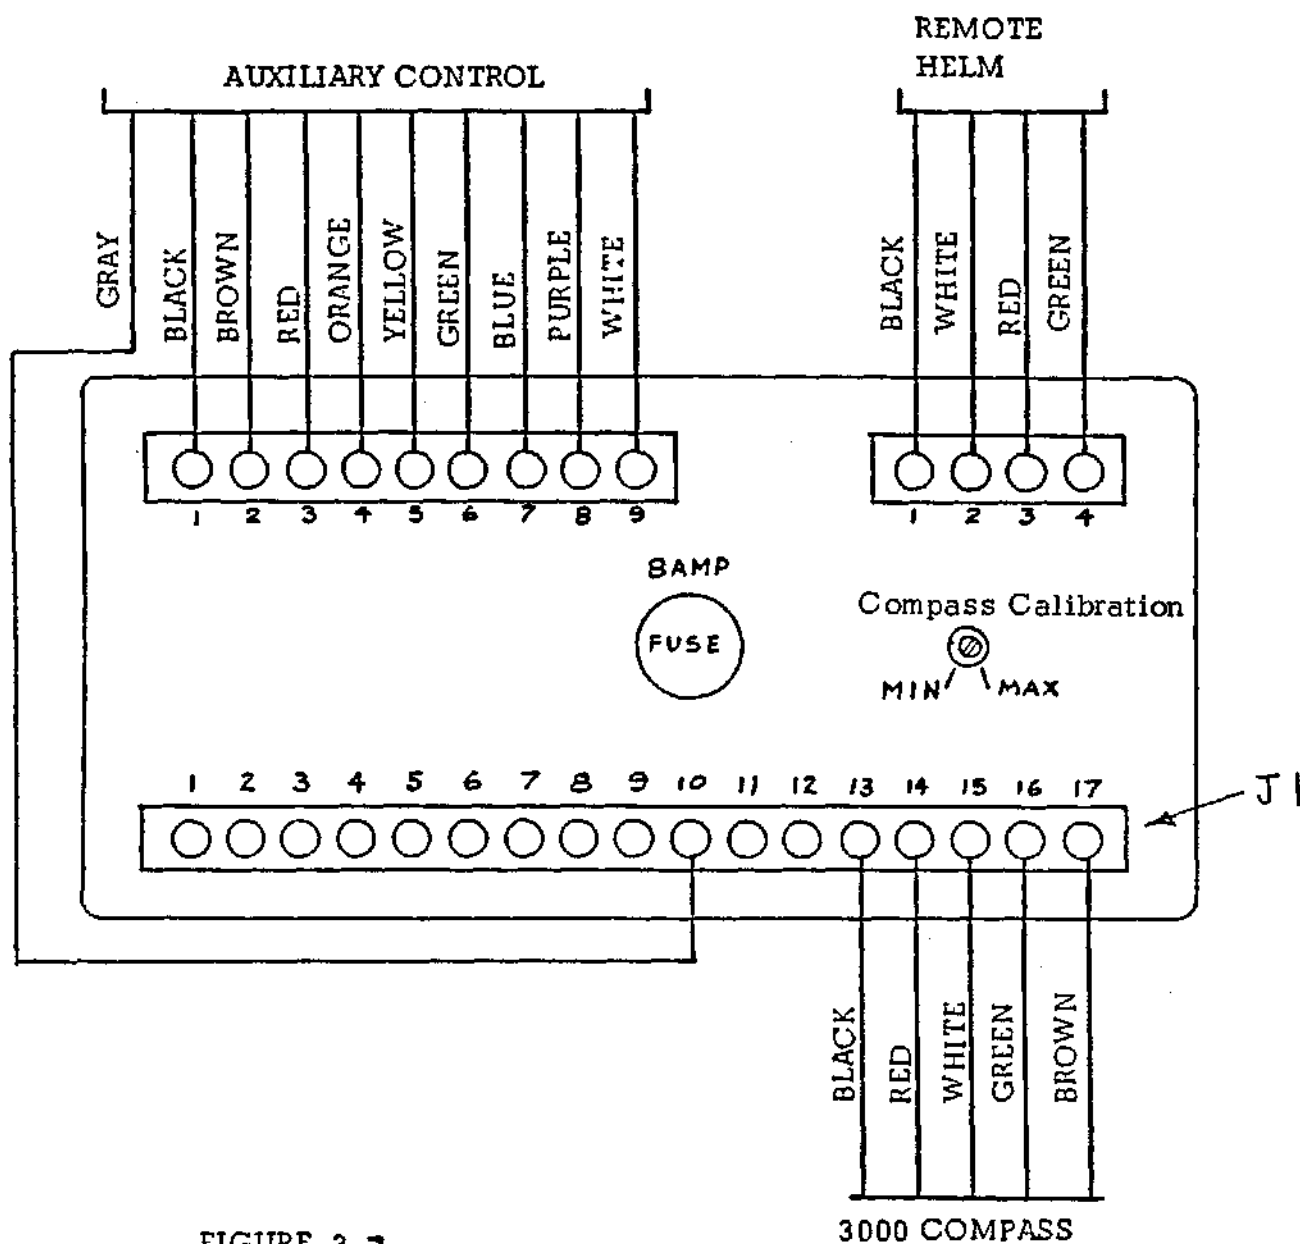 REMOTE
HELM
AUXILIARY CONTROL
GRAY
BLACK
BROWN
RED
ORANGE
YELLOW
GREEN
BLUE
PURPLE
WHITE
BLACK
WHITE
RED
GREEN
1 2 3 4 5 6 7 8 9
1 2 3 4
8AMP
FUSE
Compass Calibration
MIN MAX
1 2 3 4 5 6 7 8 9 10 11 12 13 14 15 16 17
J1
BLACK
RED
WHITE
GREEN
BROWN
3000 COMPASS
FIGURE